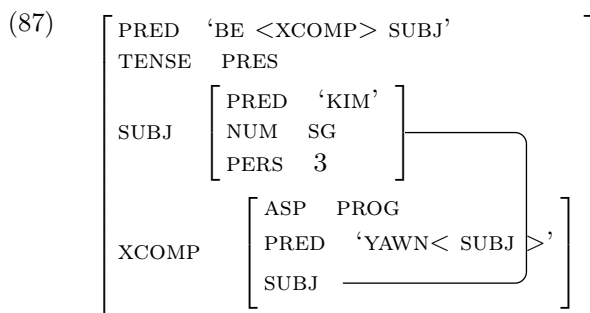 (87)
PRED ‘BE <XCOMP> SUBJ’
TENSE PRES
PRED ‘KIM’
SUBJ NUM SG
PERS 3
ASP PROG
XCOMP PRED ‘YAWN< SUBJ >’
SUBJ